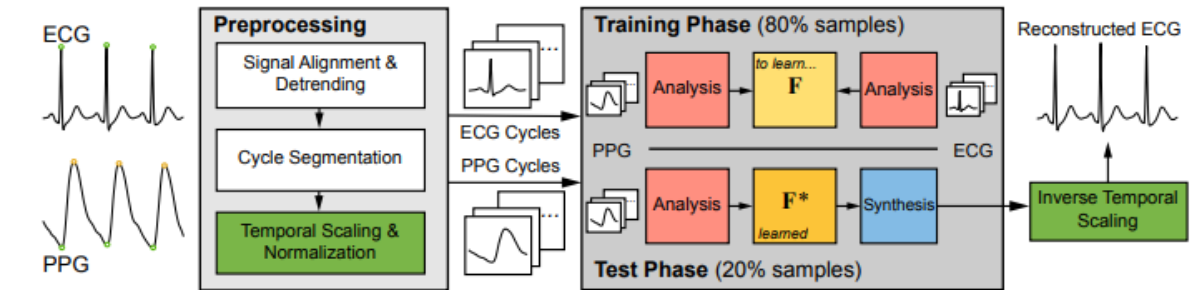 ECG
PPG
Preprocessing
Signal Alignment &
Detrending
Cycle Segmentation
Temporal Scaling &
Normalization
...
ECG Cycles
PPG Cycles
...
Training Phase (80% samples)
Analysis
to learn...
F
Analysis
PPG
ECG
Analysis
F*
learned
Synthesis
Test Phase (20% samples)
Reconstructed ECG
Inverse Temporal
Scaling